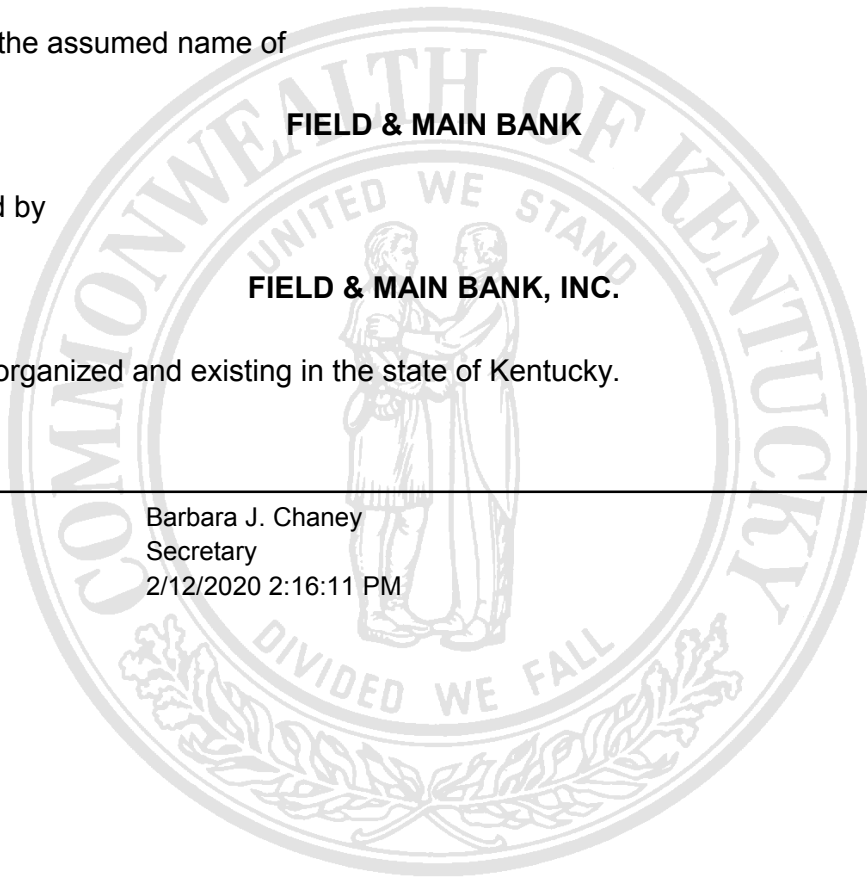 the assumed name of
FIELD & MAIN BANK
d by
FIELD & MAIN BANK, INC.
organized and existing in the state of Kentucky.
Barbara J. Chaney
Secretary
2/12/2020 2:16:11 PM
COMMONWEALTH OF KENTUCKY
UNITED WE STAND
DIVIDED WE FALL